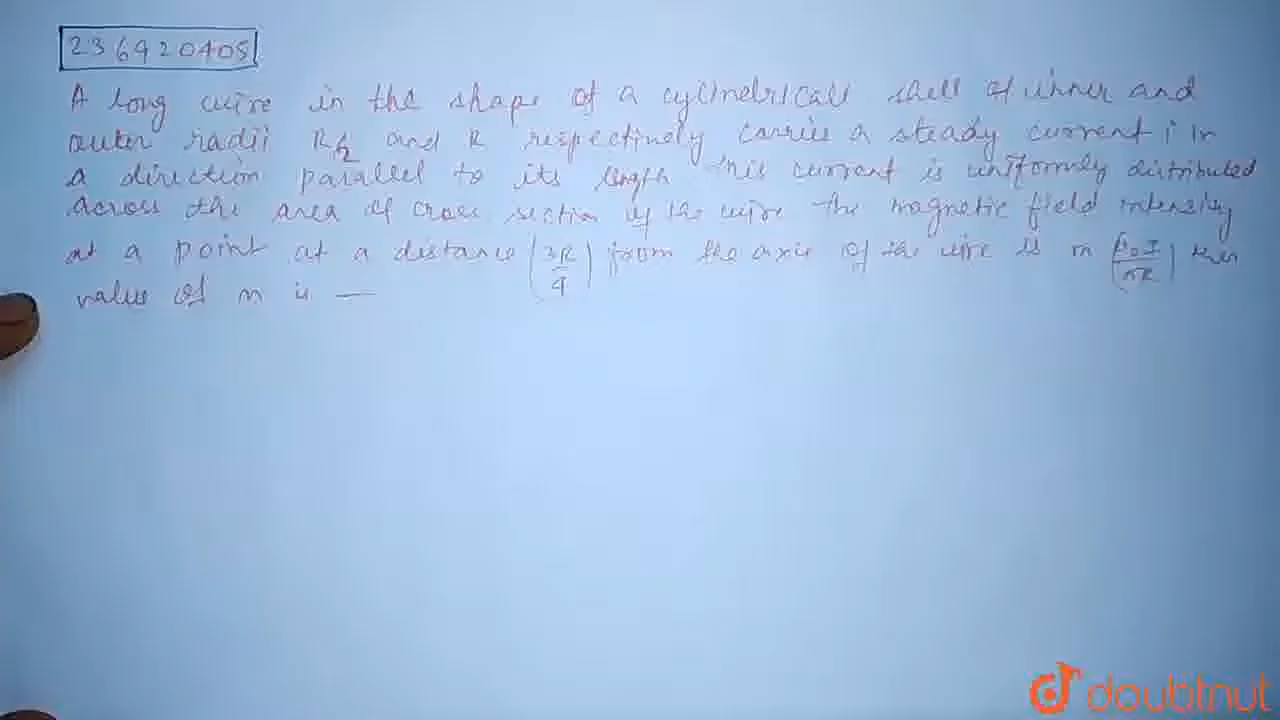 236920405
A long wire in the shape of a cylindrical shell of inner and
outer radii R/2 and R respectively carries a steady current i in
a direction parallel to its length This current is uniformly distributed
across the area of cross section of the wire the magnetic field intensity
at a point at a distance (3R/4) from the axis of the wire is m (μ0I/πR) then
value of m is —
doubtnut